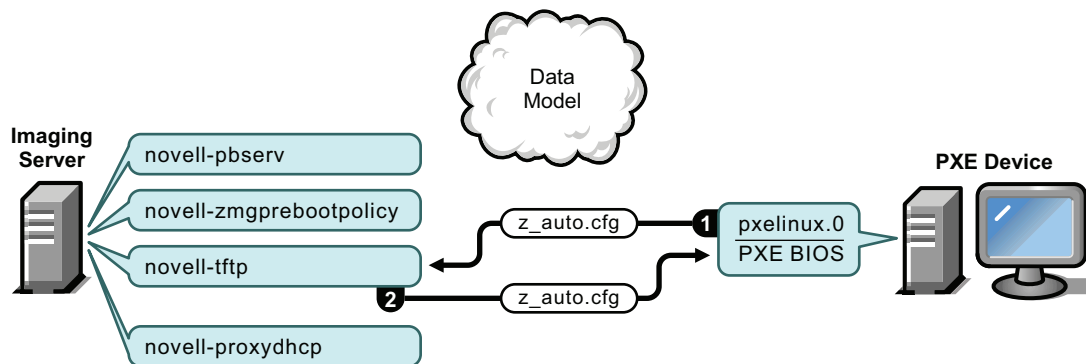 Data
Model
Imaging
Server
novell-pbserv
PXE Device
novell-zmgprebootpolicy
z_auto.cfg
1
pxelinux.0
PXE BIOS
novell-tftp
2
z_auto.cfg
novell-proxydhcp